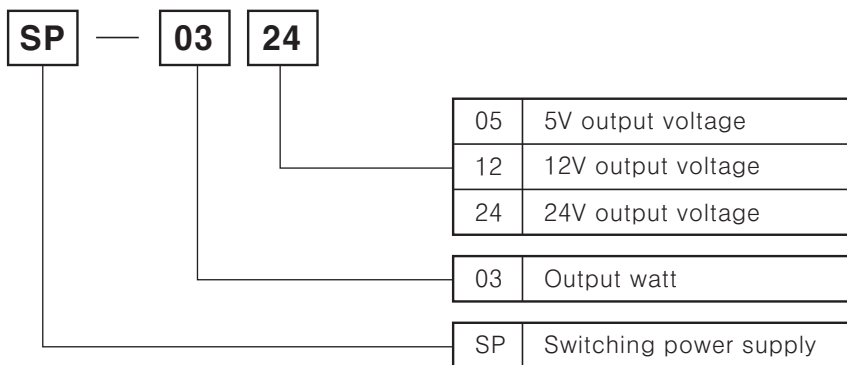 SP — 03 24
05 5V output voltage
12 12V output voltage
24 24V output voltage
03 Output watt
SP Switching power supply